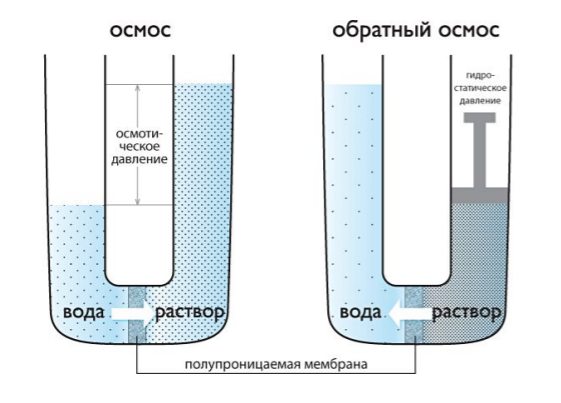 осмос
обратный осмос
осмоти-
ческое
давление
гидро-
статическое
давление
вода
раствор
вода
раствор
полупроницаемая мембрана